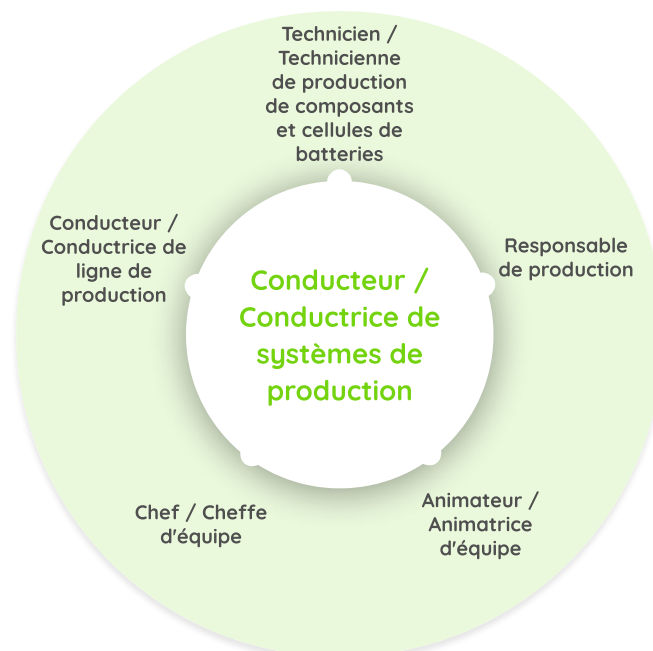 Technicien /
Technicienne
de production
de composants
et cellules de
batteries
Conducteur /
Conductrice de
ligne de
production
Responsable
de production
Conducteur /
Conductrice de
systèmes de
production
Chef / Cheffe
d'équipe
Animateur /
Animatrice
d'équipe